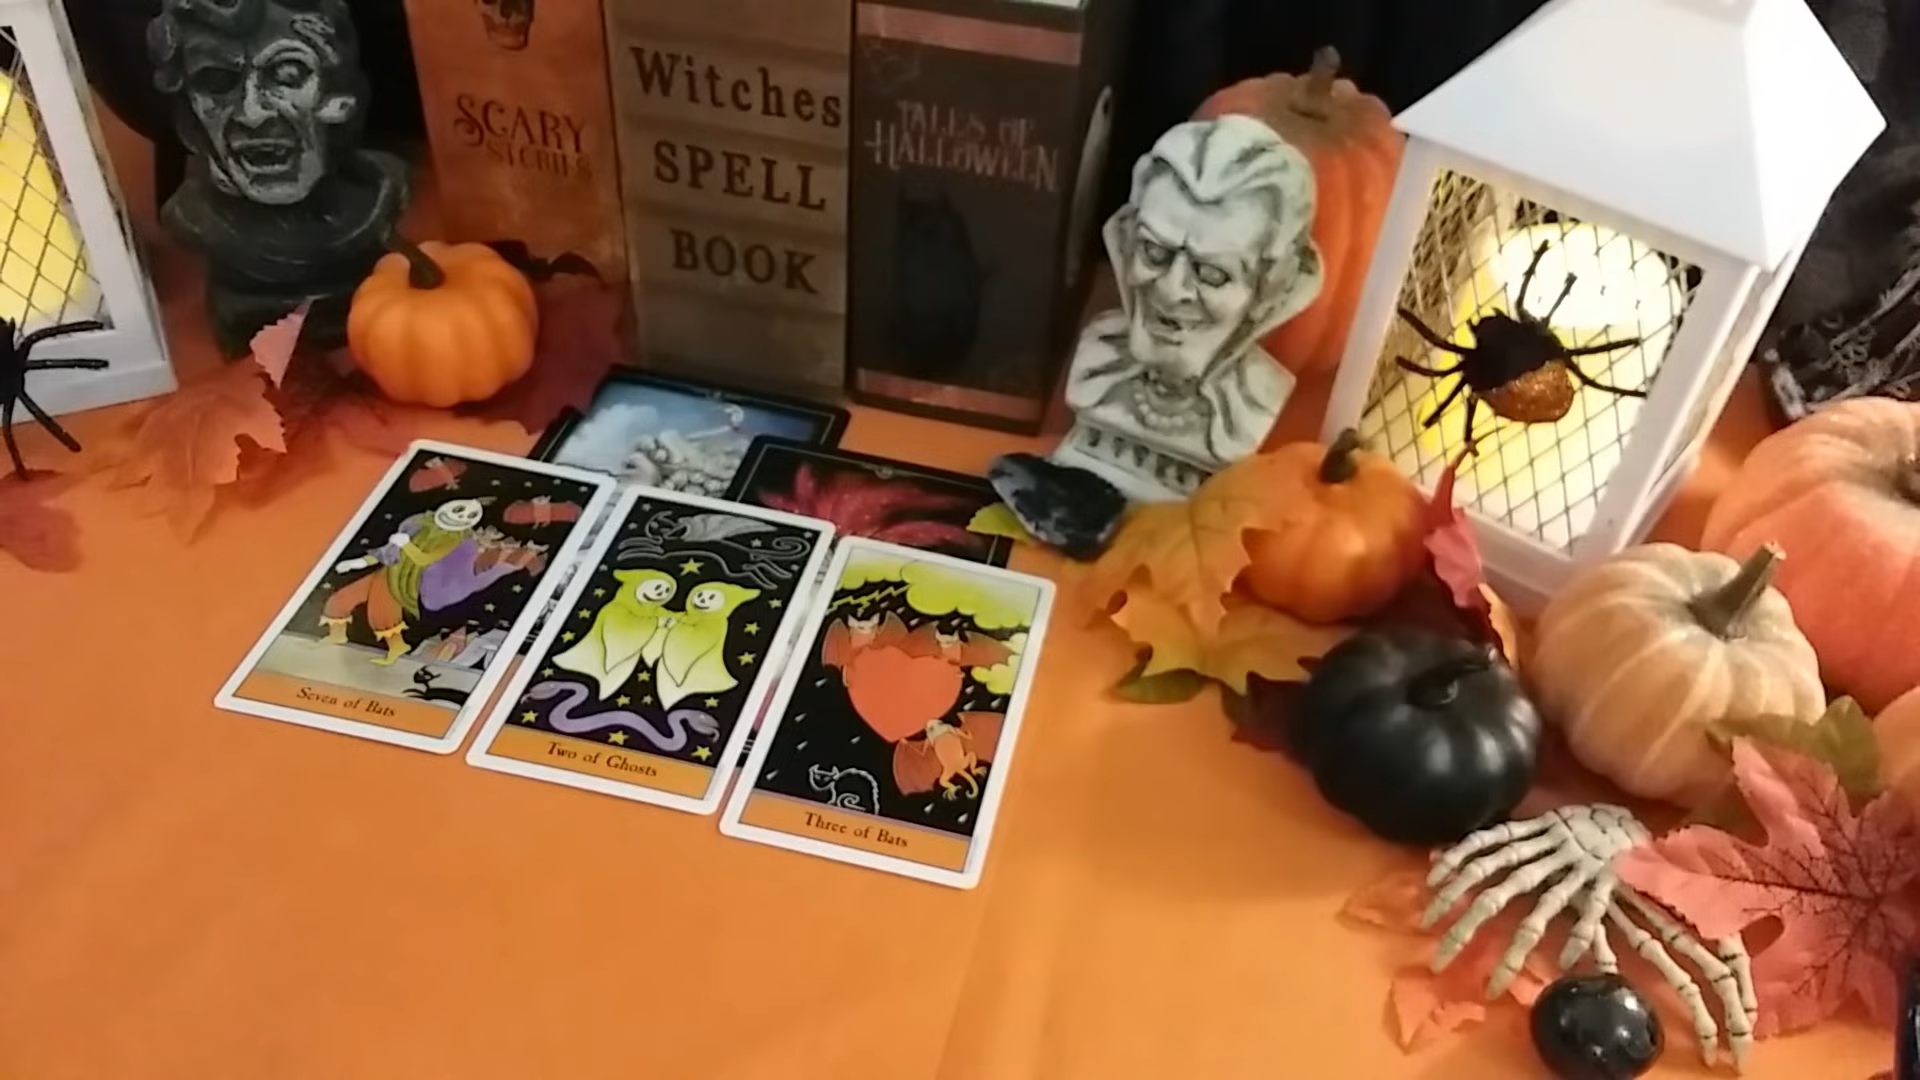 SCARY
STORIES
Witches
SPELL
BOOK
TALES OF
HALLOWEEN
Seven of Bats
Two of Ghosts
Three of Bats